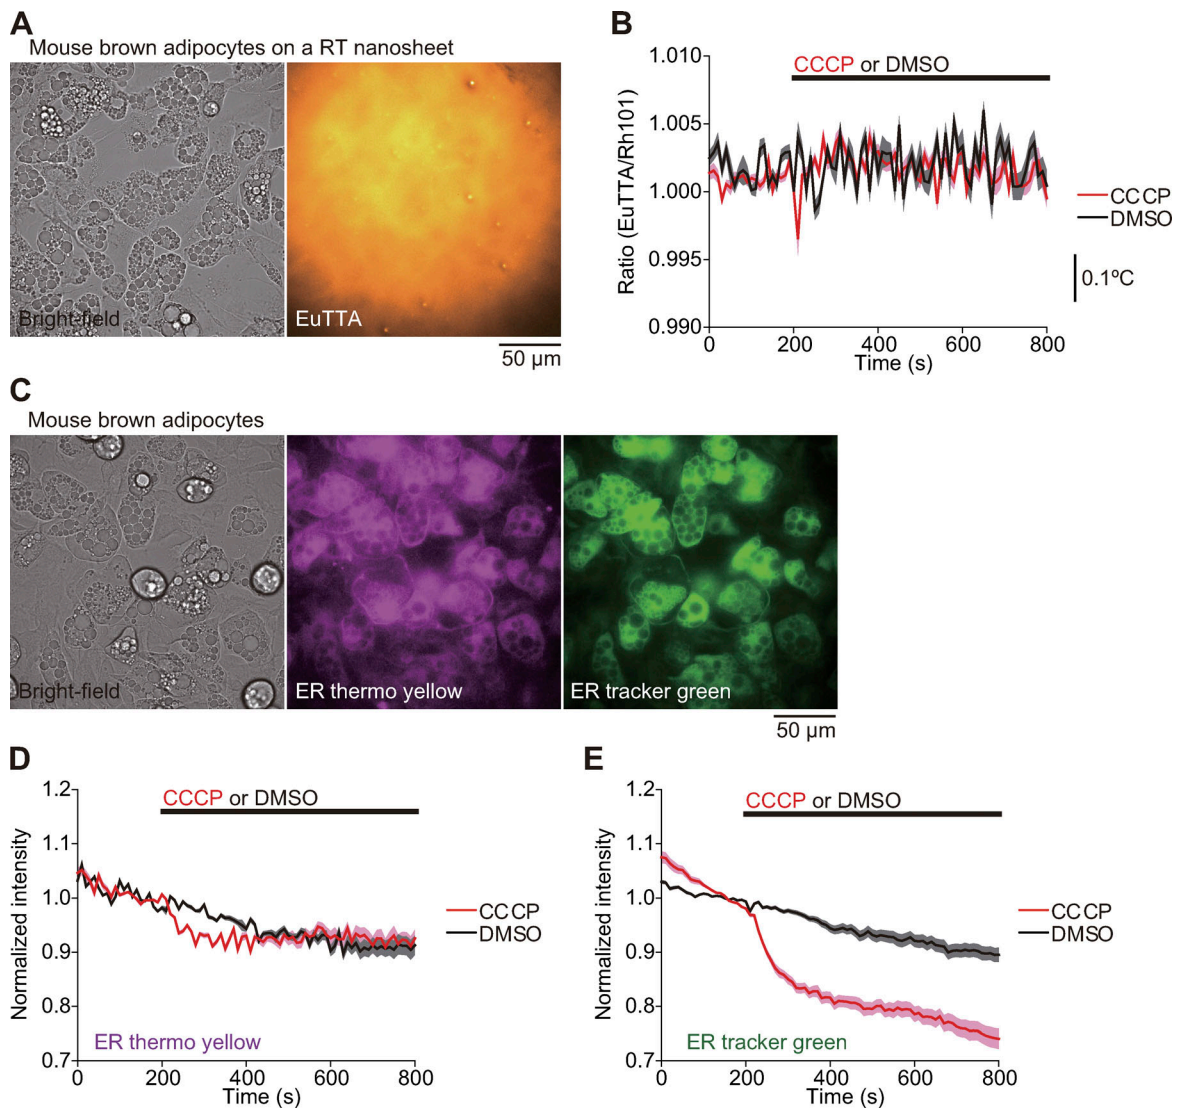 A
Mouse brown adipocytes on a RT nanosheet
Bright-field
EuTTA
50 µm
B
CCCP or DMSO
1.010
1.005
1.000
0.995
0.990
Ratio (EuTTA/Rh101)
0
200
400
600
800
Time (s)
CCCP
DMSO
0.1ºC
C
Mouse brown adipocytes
Bright-field
ER thermo yellow
ER tracker green
50 µm
D
CCCP or DMSO
1.2
1.1
1.0
0.9
0.8
0.7
Normalized intensity
ER thermo yellow
0
200
400
600
800
Time (s)
CCCP
DMSO
E
CCCP or DMSO
1.2
1.1
1.0
0.9
0.8
0.7
Normalized intensity
ER tracker green
0
200
400
600
800
Time (s)
CCCP
DMSO